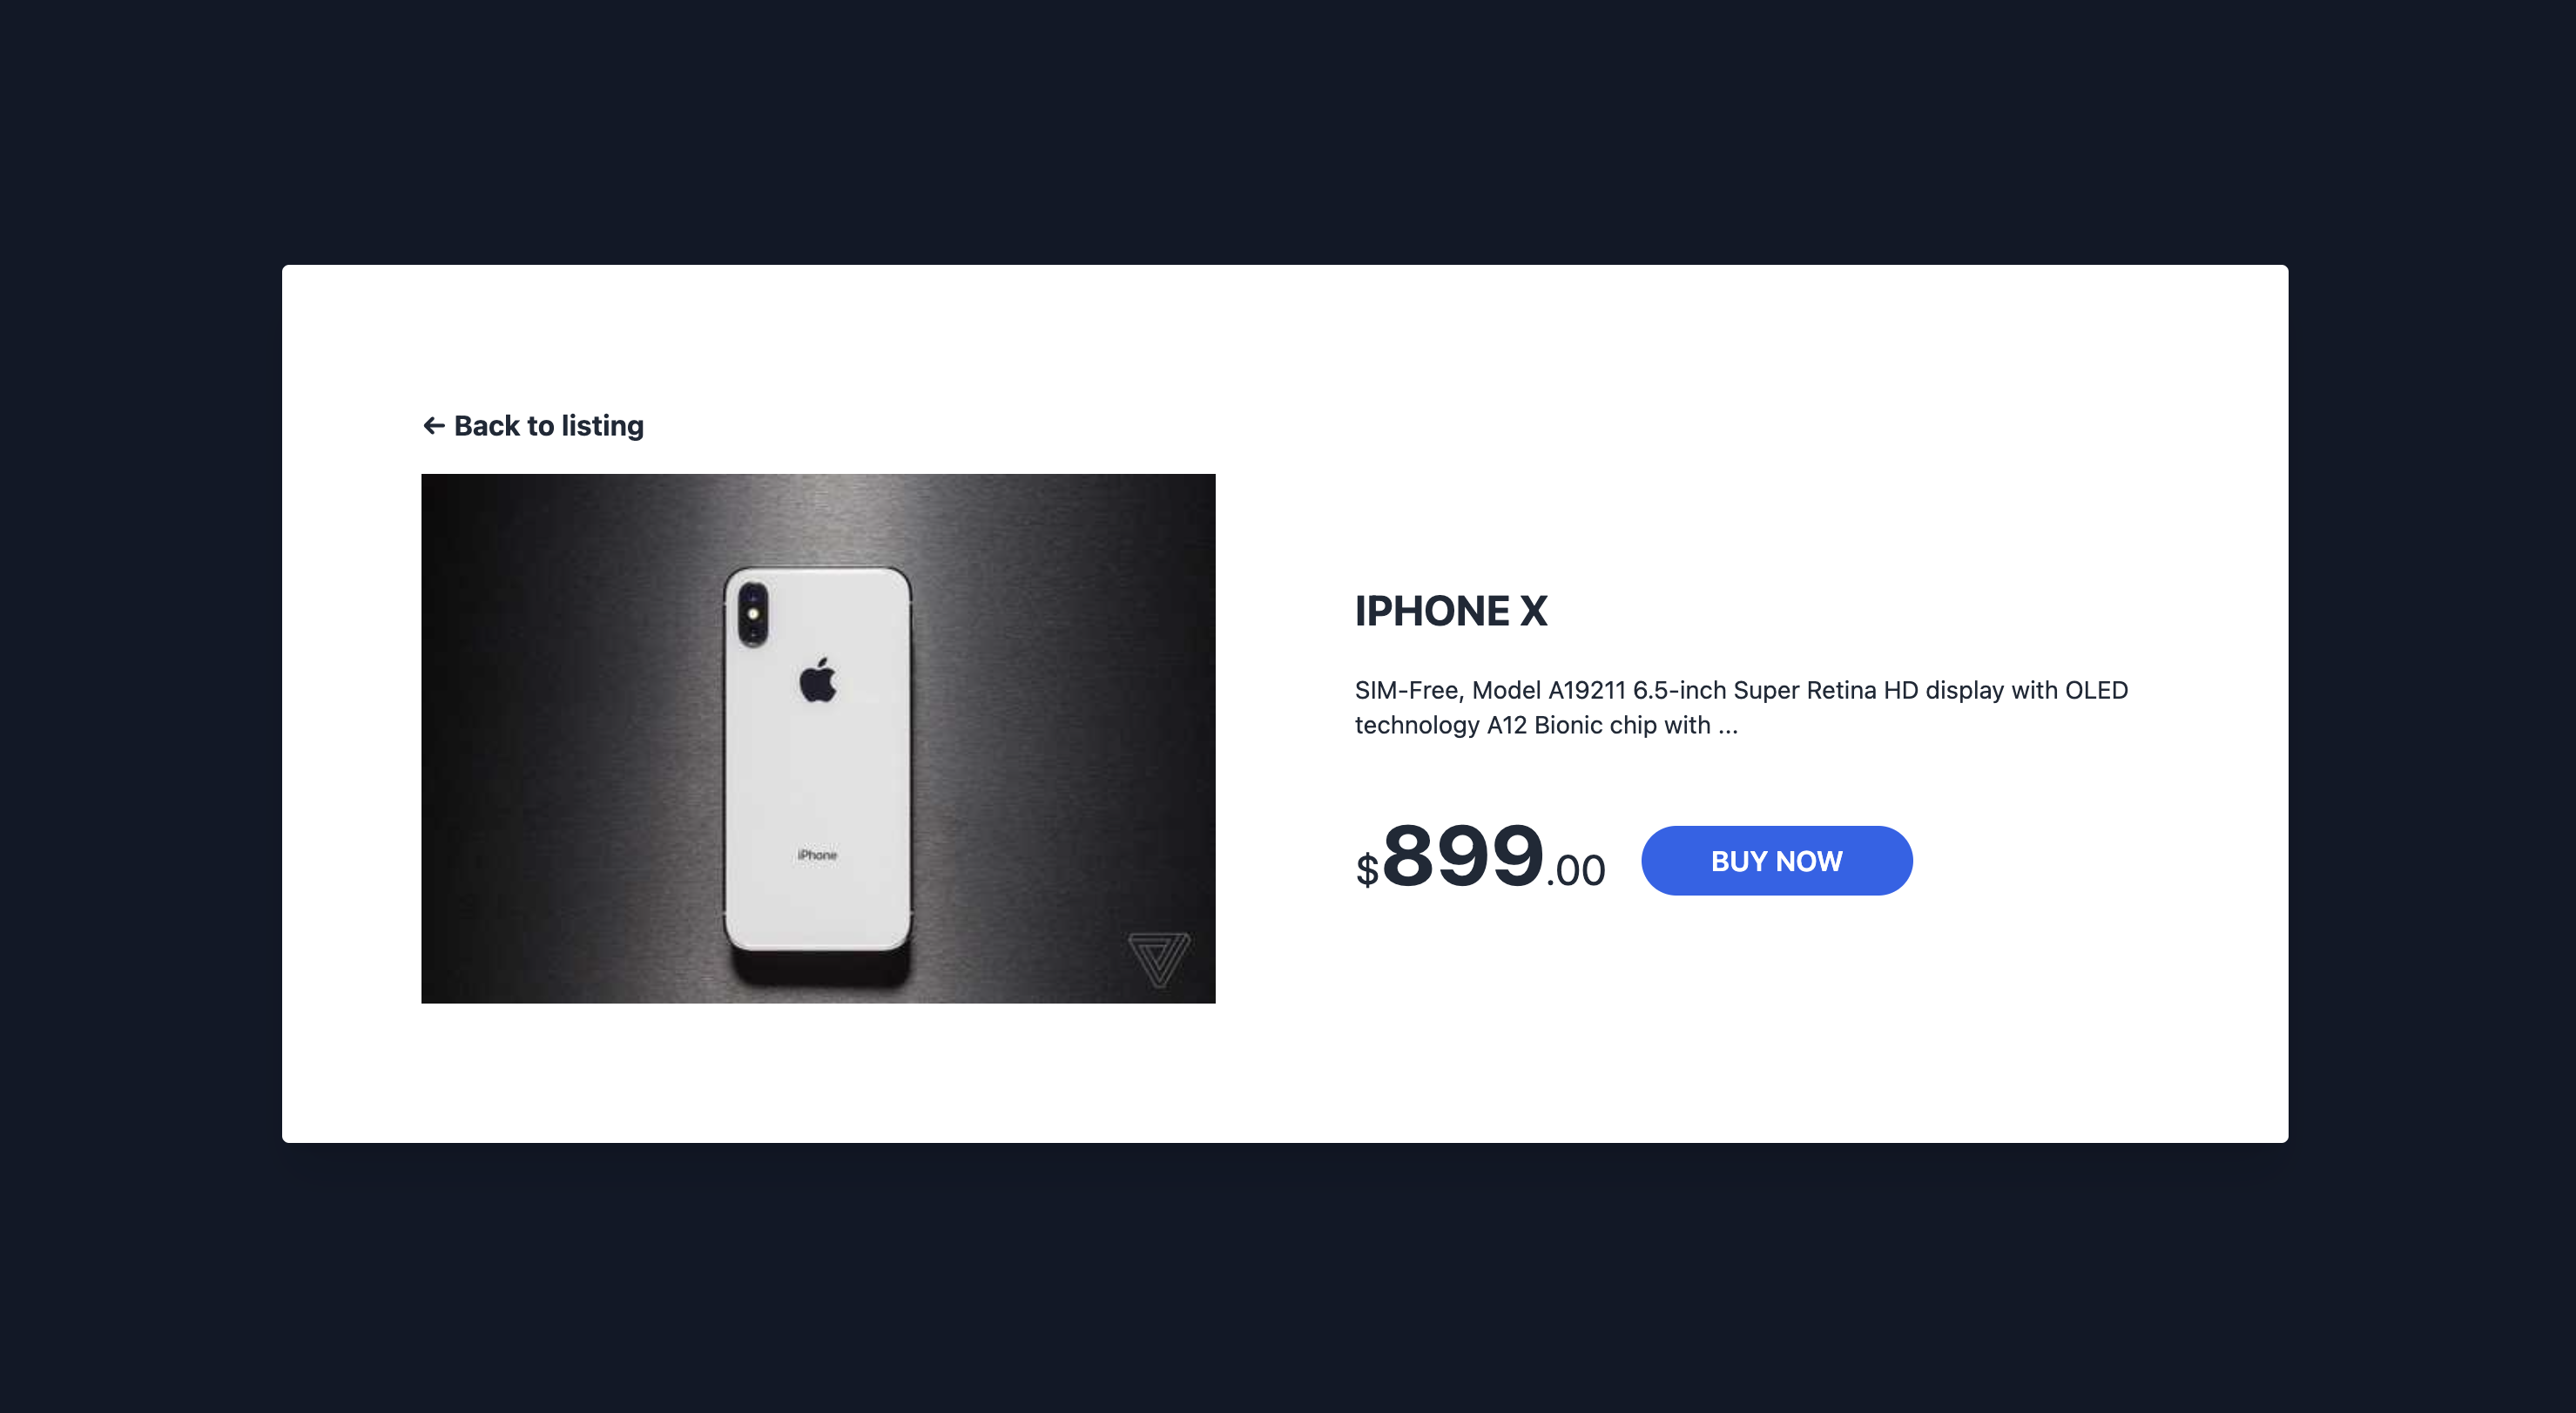 ← Back to listing
iPhone
IPHONE X
SIM-Free, Model A19211 6.5-inch Super Retina HD display with OLED
technology A12 Bionic chip with ...
$899.00
BUY NOW